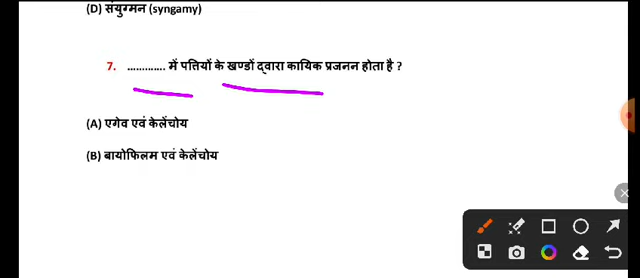 (D) संयुग्मन (syngamy)
7. ............. में पत्तियों के खण्डों द्वारा कायिक प्रजनन होता है ?
(A) एगेव एवं केलेंचोय
(B) बायोफिलम एवं केलेंचोय